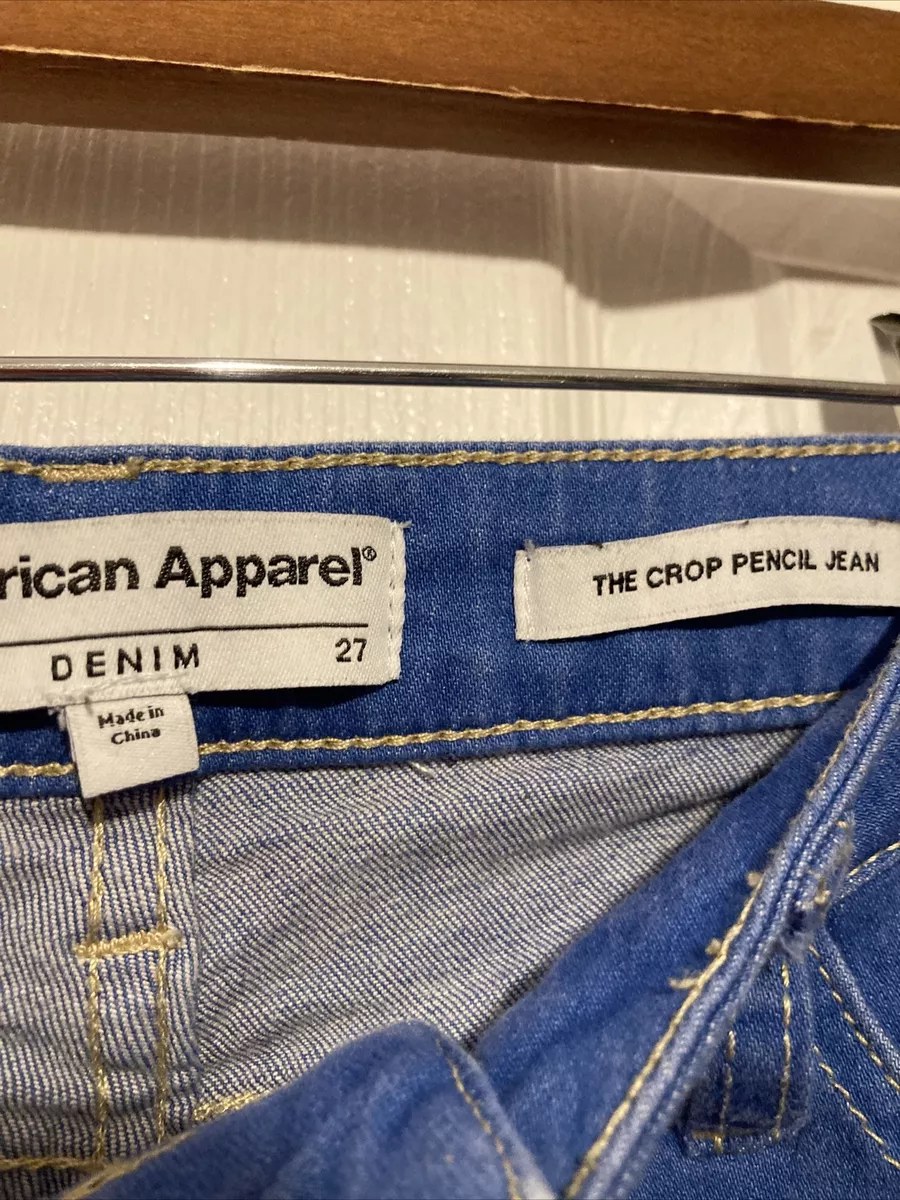 rican Apparel®
DENIM 27
Made in
China
THE CROP PENCIL JEAN